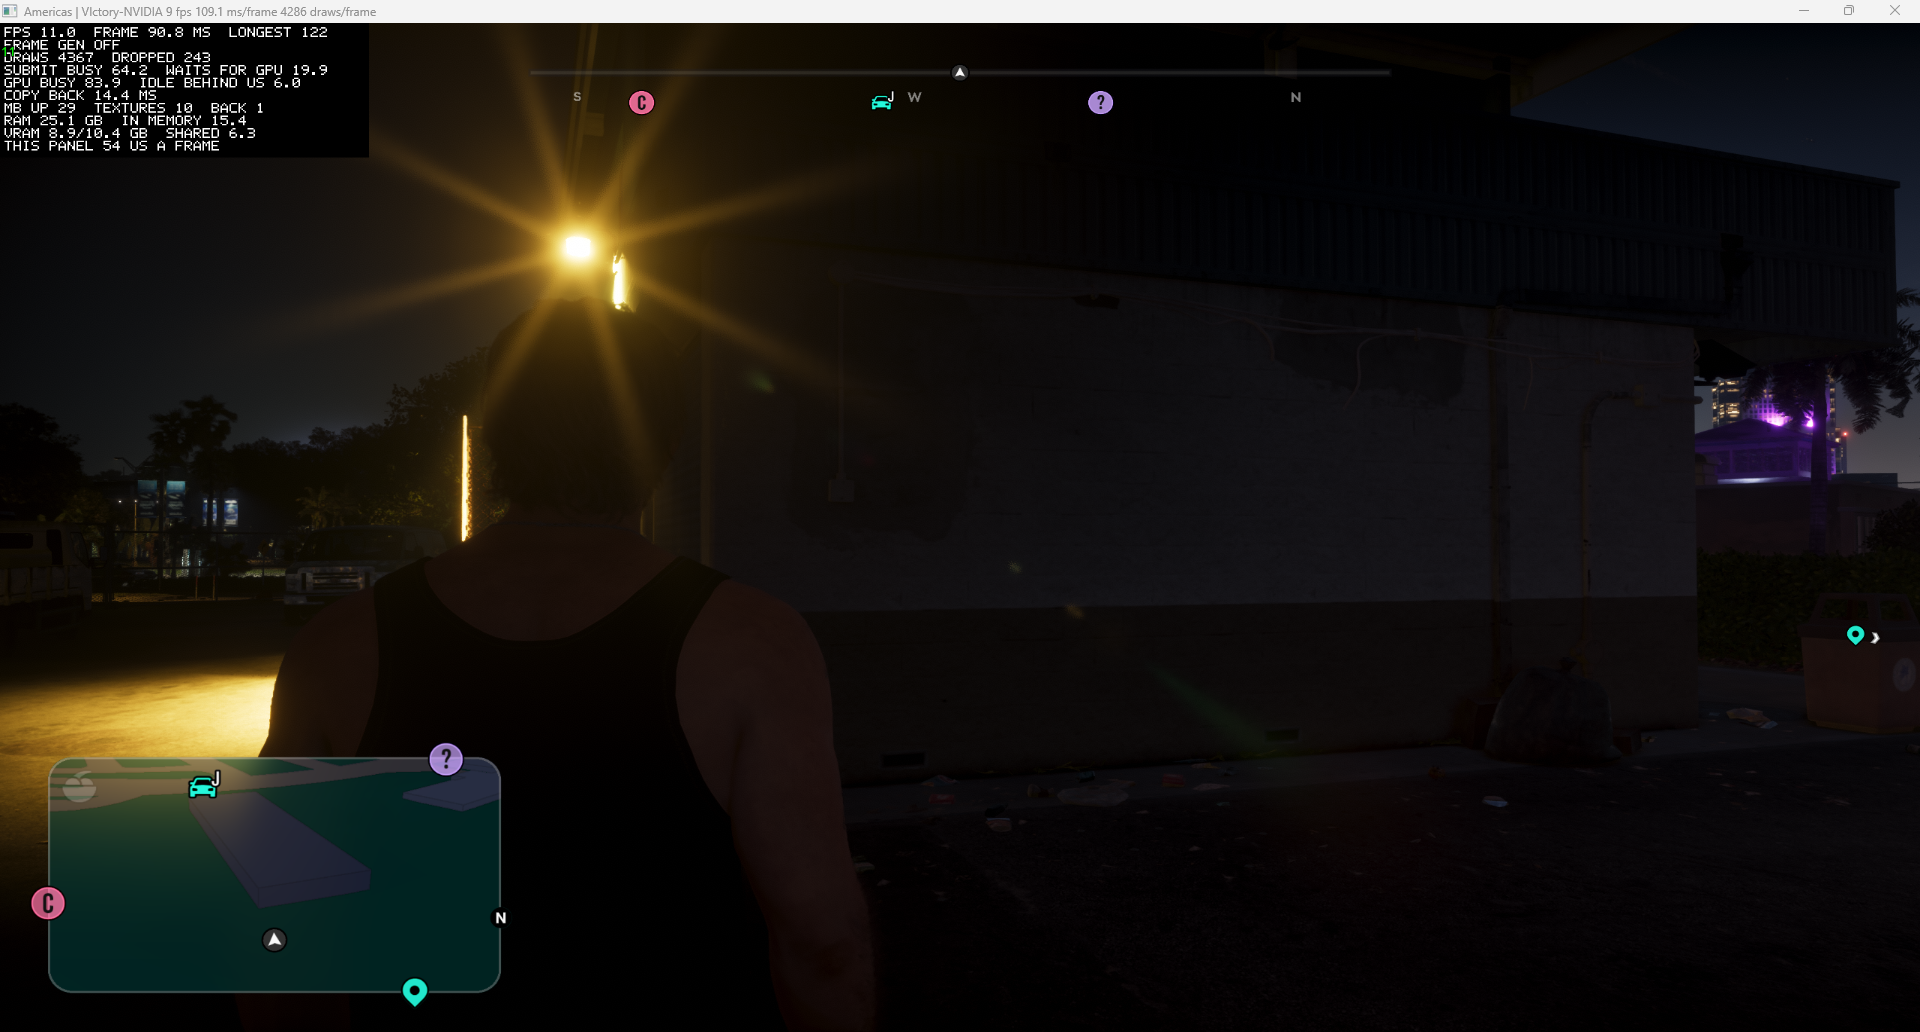 Americas | VIctory-NVIDIA 9 fps 109.1 ms/frame 4286 draws/frame
FPS 11.0 FRAME 90.8 MS LONGEST 122
FRAME GEN OFF
11
DRAWS 4367 DROPPED 243
SUBMIT BUSY 64.2 WAITS FOR GPU 19.9
GPU BUSY 83.9 IDLE BEHIND US 6.0
COPY BACK 14.4 MS
MB UP 29 TEXTURES 10 BACK 1
RAM 25.1 GB IN MEMORY 15.4
VRAM 8.9/10.4 GB SHARED 6.3
THIS PANEL 54 US A FRAME
S C J W ? N
?
J
C
N